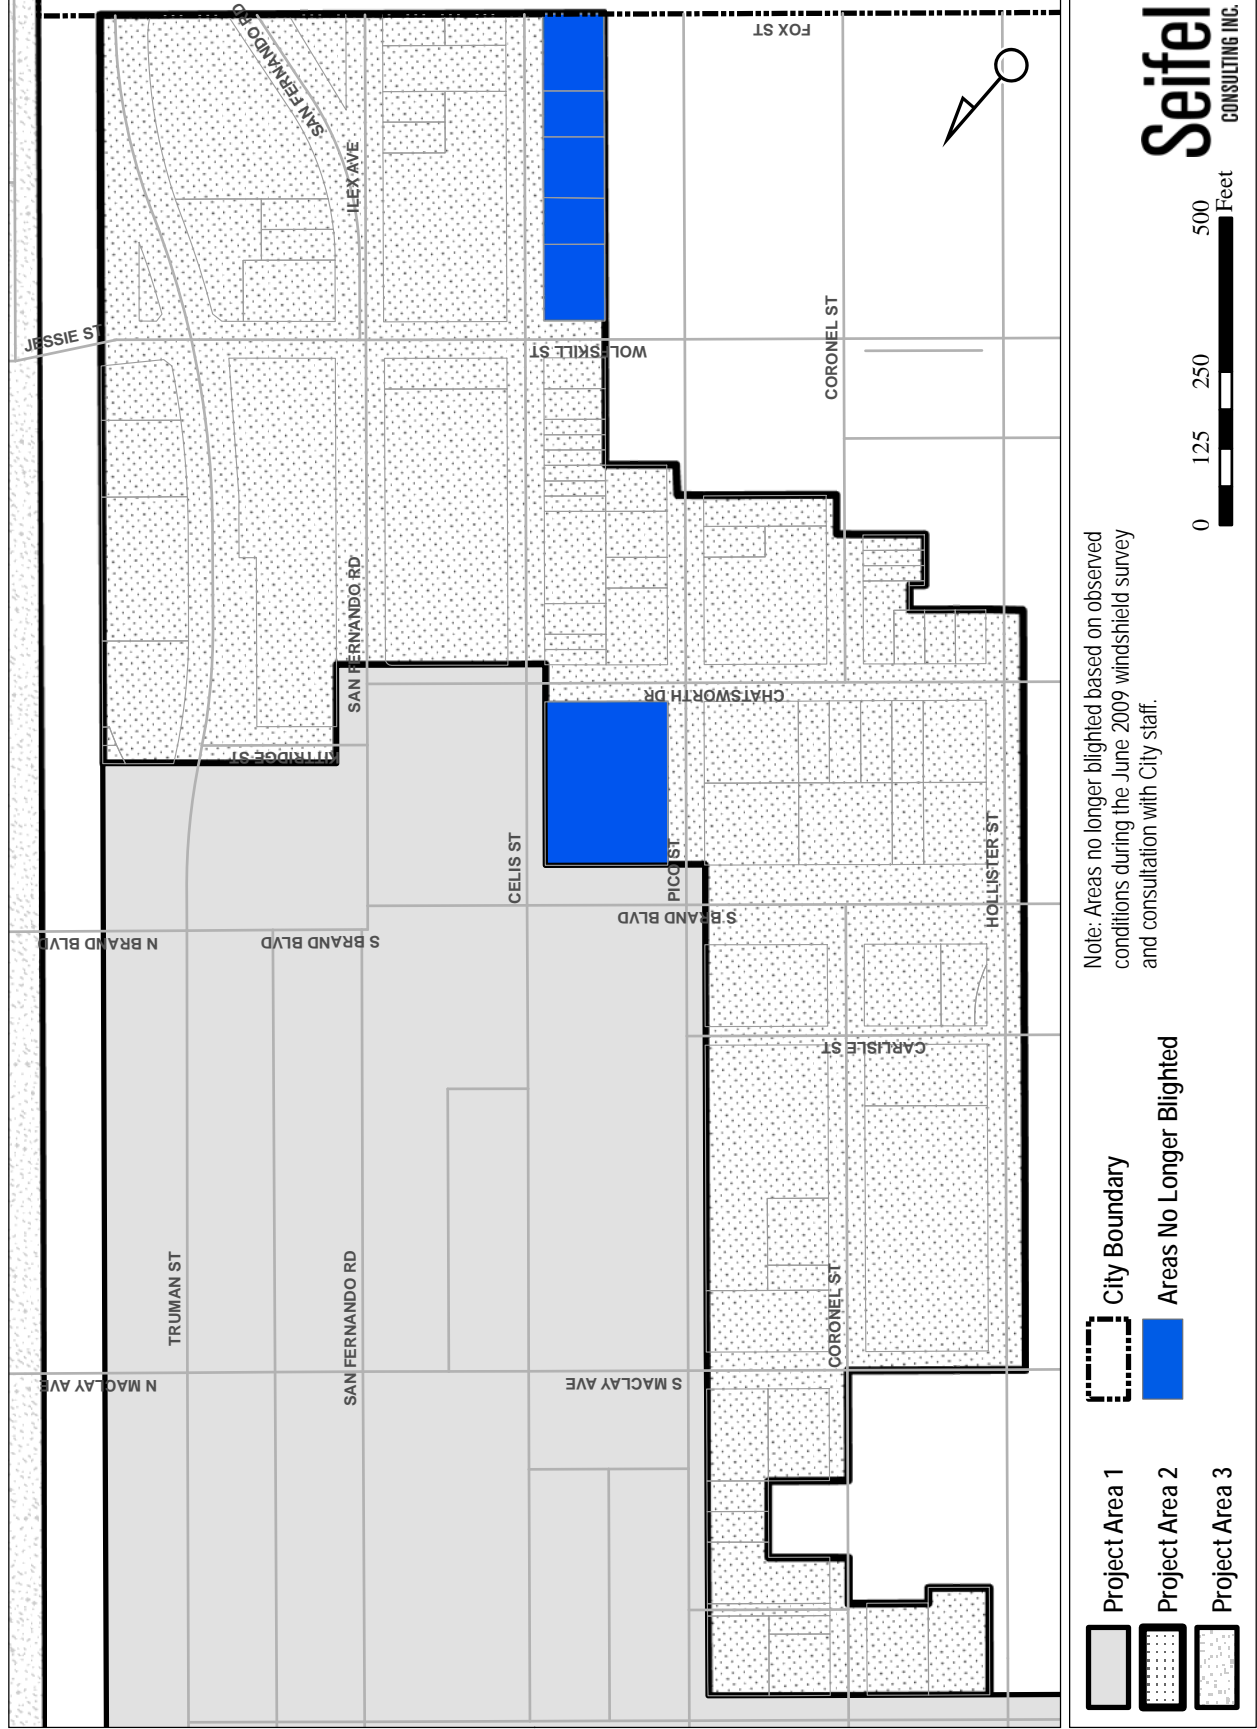 SAN FERNANDO RD
FOX ST
ILEX AVE
JESSIE ST
WOLFSKILL ST
CORONEL ST
SAN FERNANDO RD
CHATSWORTH DR
KITTRIDGE ST
CELIS ST
PICO ST
HOLLISTER ST
N BRAND BLVD
S BRAND BLVD
S BRAND BLVD
CARLISLE ST
TRUMAN ST
SAN FERNANDO RD
CORONEL ST
N MACLAY AVE
S MACLAY AVE
Project Area 1
Project Area 2
Project Area 3
City Boundary
Areas No Longer Blighted
Note: Areas no longer blighted based on observed
conditions during the June 2009 windshield survey
and consultation with City staff.
0 125 250 500
Feet
Seifel
CONSULTING INC.